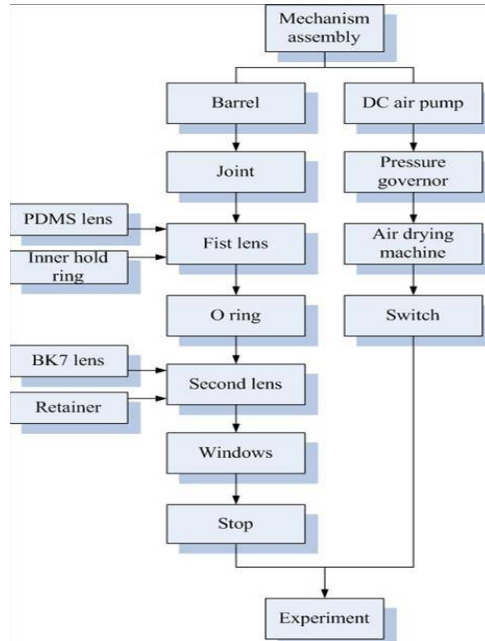 Mechanism
assembly
Barrel
DC air pump
Joint
Pressure
governor
PDMS lens
Fist lens
Air drying
machine
Inner hold
ring
O ring
Switch
BK7 lens
Second lens
Retainer
Windows
Stop
Experiment